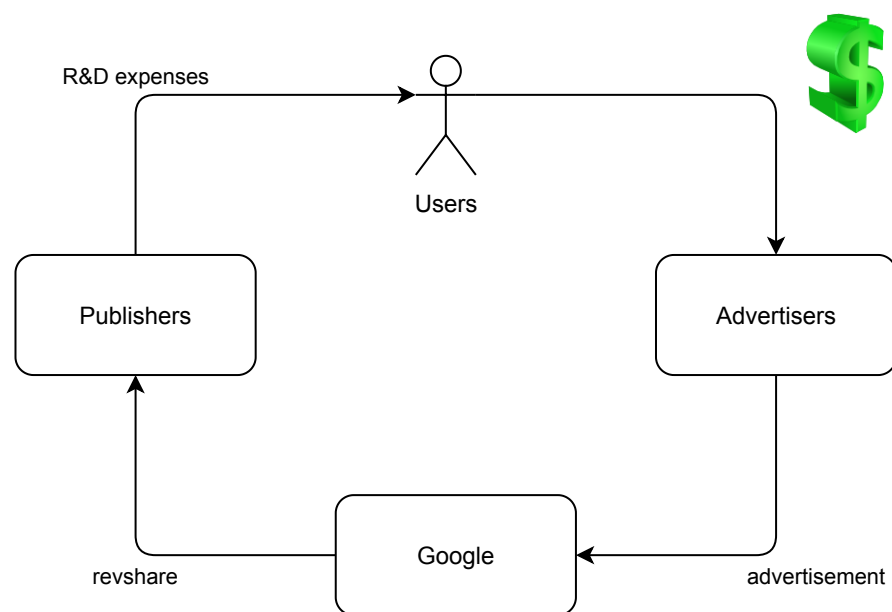 R&D expenses
Users
Publishers
Advertisers
Google
revshare
advertisement